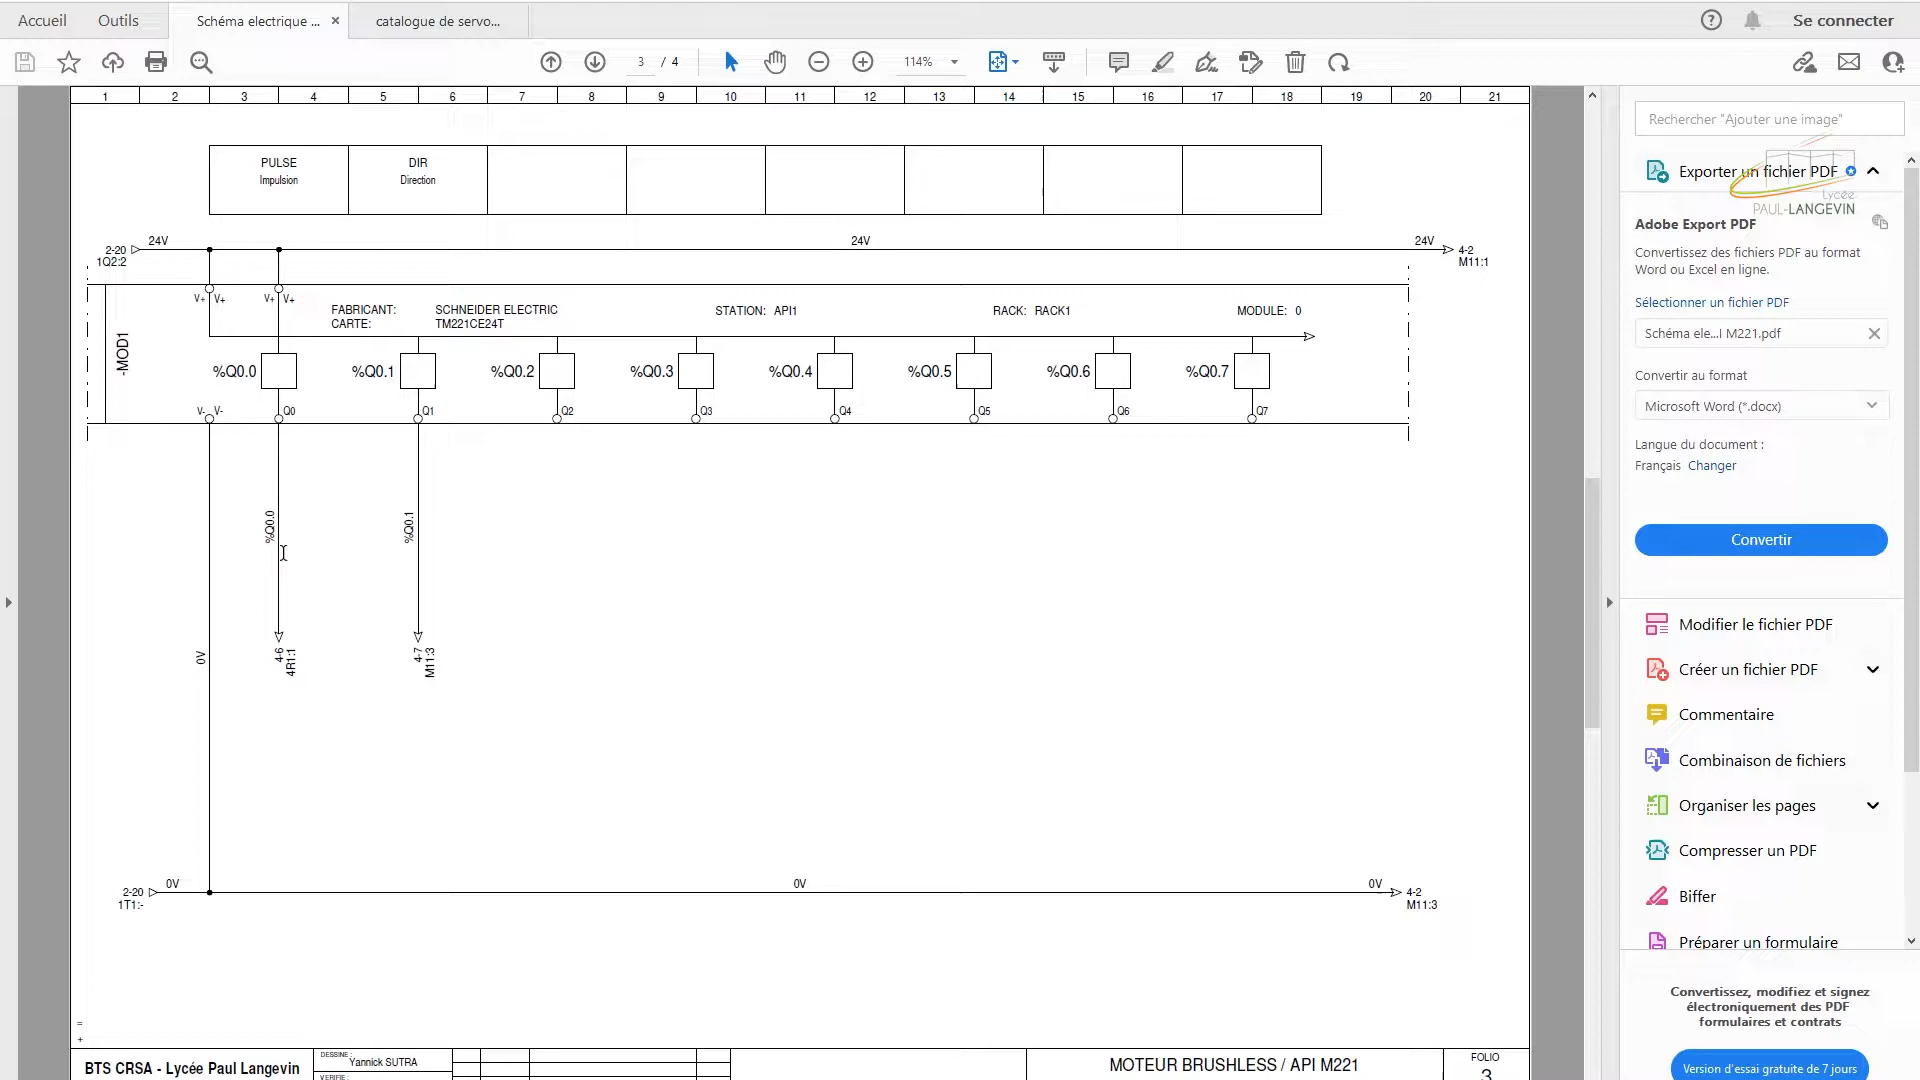 Accueil
Outils
Schéma electrique ...
catalogue de servo...
Se connecter
3 / 4
114%
1 2 3 4 5 6 7 8 9 10 11 12 13 14 15 16 17 18 19 20 21
PULSE
Impulsion
DIR
Direction
2-20
1Q2:2
24V
24V
24V
4-2
M11:1
V+ V+
V+ V+
-MOD1
FABRICANT: SCHNEIDER ELECTRIC
CARTE: TM221CE24T
STATION: API1
RACK: RACK1
MODULE: 0
%Q0.0
%Q0.1
%Q0.2
%Q0.3
%Q0.4
%Q0.5
%Q0.6
%Q0.7
V- V-
Q0
Q1
Q2
Q3
Q4
Q5
Q6
Q7
%Q0.0
%Q0.1
0V
4-6
4R1:1
4-7
M11:3
2-20
1T1:-
0V
0V
0V
4-2
M11:3
=
+
BTS CRSA - Lycée Paul Langevin
DESSINE :
Yannick SUTRA
VERIFIE :
MOTEUR BRUSHLESS / API M221
FOLIO
3
Rechercher "Ajouter une image"
Exporter un fichier PDF
Lycée
PAUL-LANGEVIN
Adobe Export PDF
Convertissez des fichiers PDF au format
Word ou Excel en ligne.
Sélectionner un fichier PDF
Schéma ele...I M221.pdf
Convertir au format
Microsoft Word (*.docx)
Langue du document :
Français Changer
Convertir
Modifier le fichier PDF
Créer un fichier PDF
Commentaire
Combinaison de fichiers
Organiser les pages
Compresser un PDF
Biffer
Préparer un formulaire
Convertissez, modifiez et signez
électroniquement des PDF
formulaires et contrats
Version d'essai gratuite de 7 jours